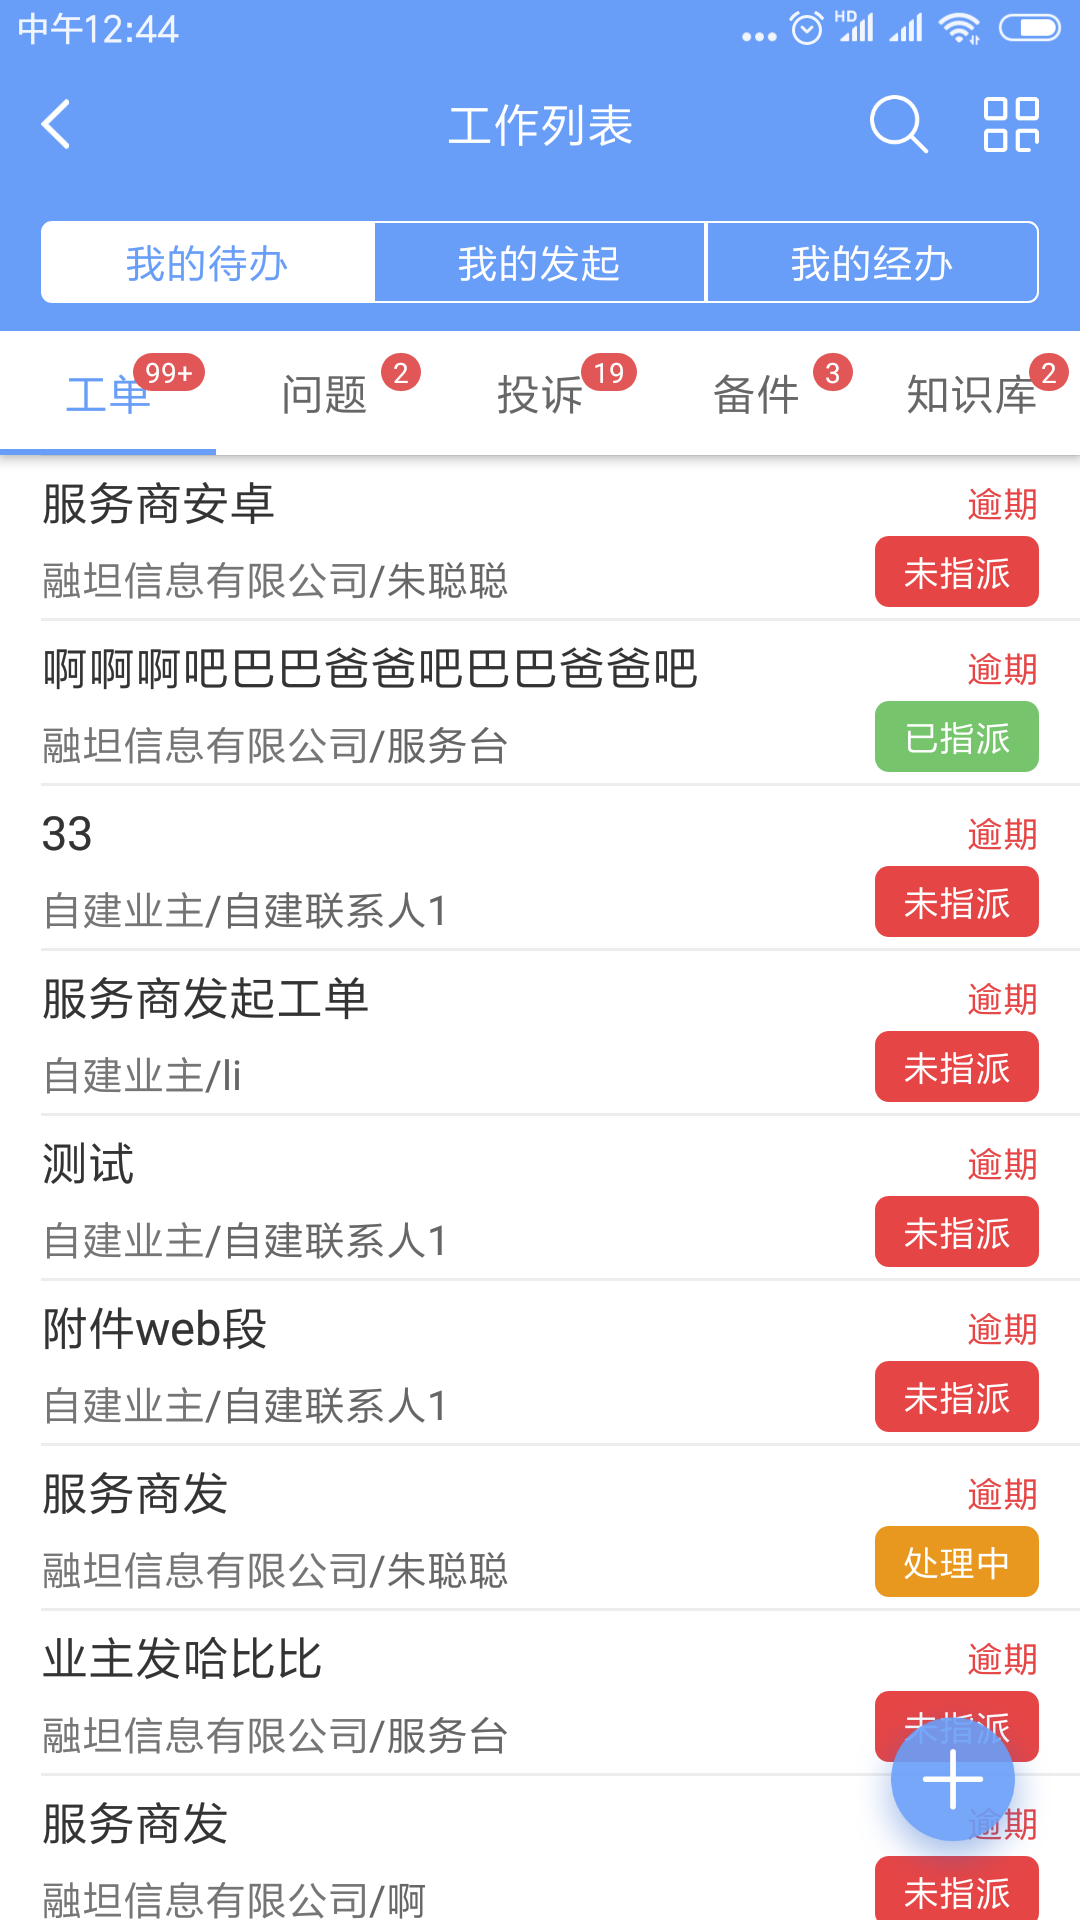 中午12:44
HD
工作列表
我的待办 我的发起 我的经办
工单 99+ 问题 2 投诉 19 备件 3 知识库 2
服务商安卓 逾期
融坦信息有限公司/朱聪聪 未指派
啊啊啊吧巴巴爸爸吧巴巴爸爸吧 逾期
融坦信息有限公司/服务台 已指派
33 逾期
自建业主/自建联系人1 未指派
服务商发起工单 逾期
自建业主/li 未指派
测试 逾期
自建业主/自建联系人1 未指派
附件web段 逾期
自建业主/自建联系人1 未指派
服务商发 逾期
融坦信息有限公司/朱聪聪 处理中
业主发哈比比 逾期
融坦信息有限公司/服务台 未指派
服务商发 逾期
融坦信息有限公司/啊 未指派